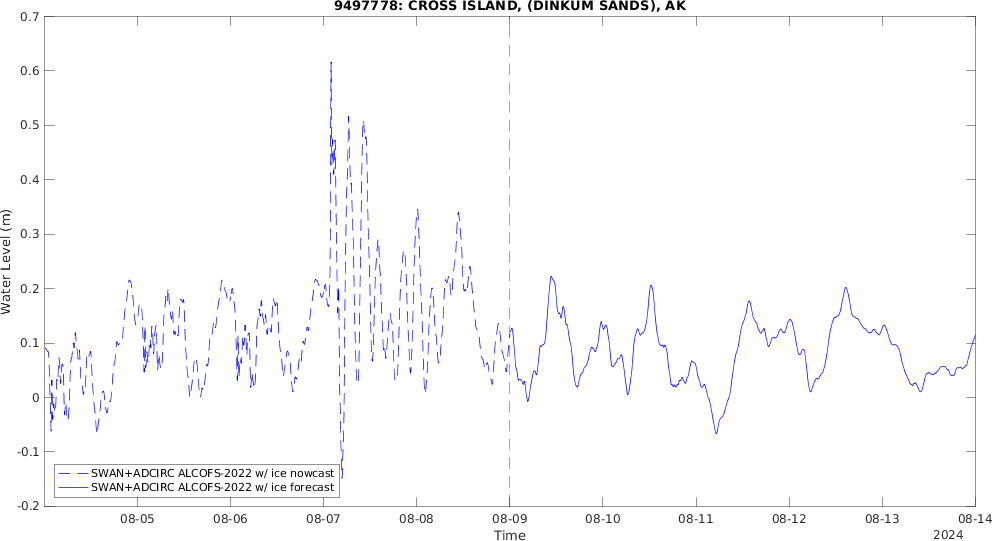 9497778: CROSS ISLAND, (DINKUM SANDS), AK
0.7
0.6
0.5
0.4
0.3
0.2
0.1
0
-0.1
-0.2
Water Level (m)
SWAN+ADCIRC ALCOFS-2022 w/ ice nowcast
SWAN+ADCIRC ALCOFS-2022 w/ ice forecast
08-05 08-06 08-07 08-08 08-09 08-10 08-11 08-12 08-13 08-14
Time
2024